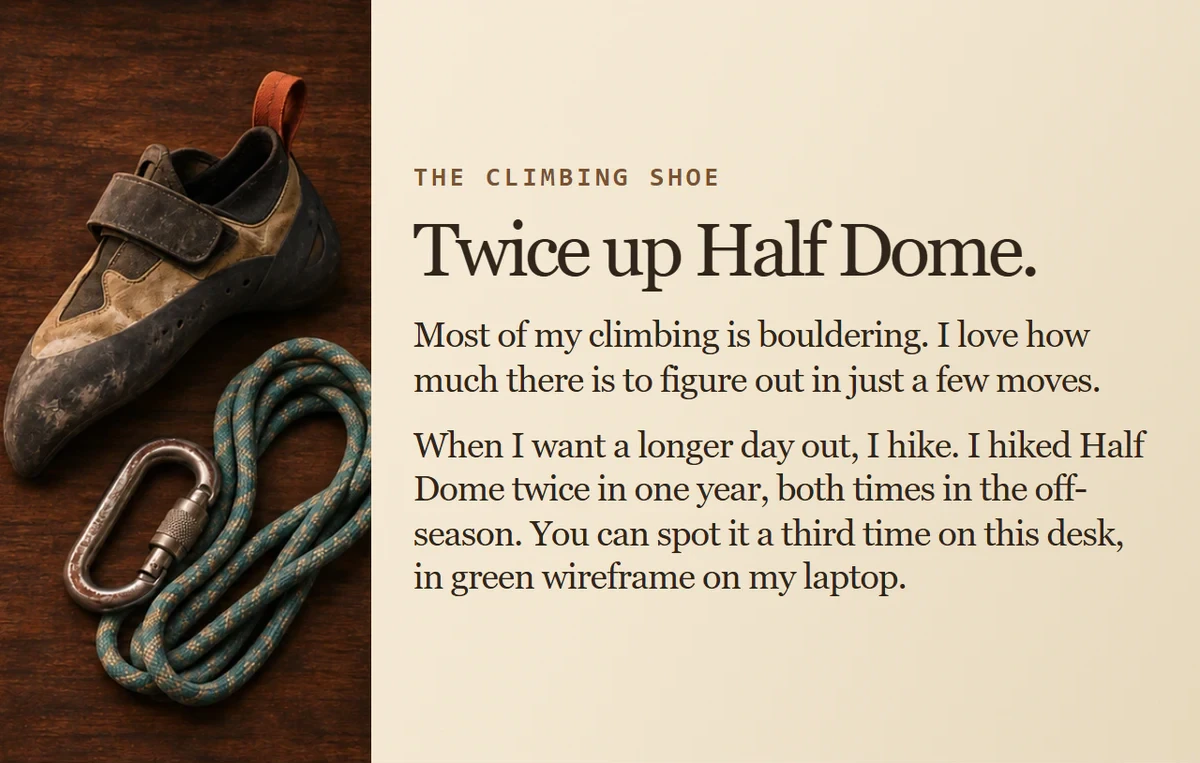 THE CLIMBING SHOE
Twice up Half Dome.
Most of my climbing is bouldering. I love how
much there is to figure out in just a few moves.
When I want a longer day out, I hike. I hiked Half
Dome twice in one year, both times in the off-
season. You can spot it a third time on this desk,
in green wireframe on my laptop.